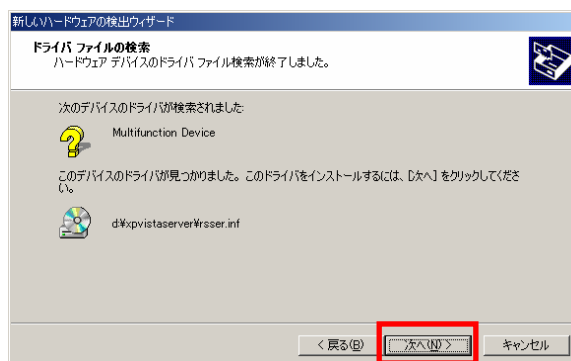 新しいハードウェアの検出ウィザード
ドライバ ファイルの検索
ハードウェア デバイスのドライバ ファイル検索が終了しました。
次のデバイスのドライバが検索されました:
Multifunction Device
このデバイスのドライバが見つかりました。このドライバをインストールするには、[次へ] をクリックしてくださ
い。
d:¥xpvistaserver¥rsser.inf
< 戻る(B)
次へ(N) >
キャンセル